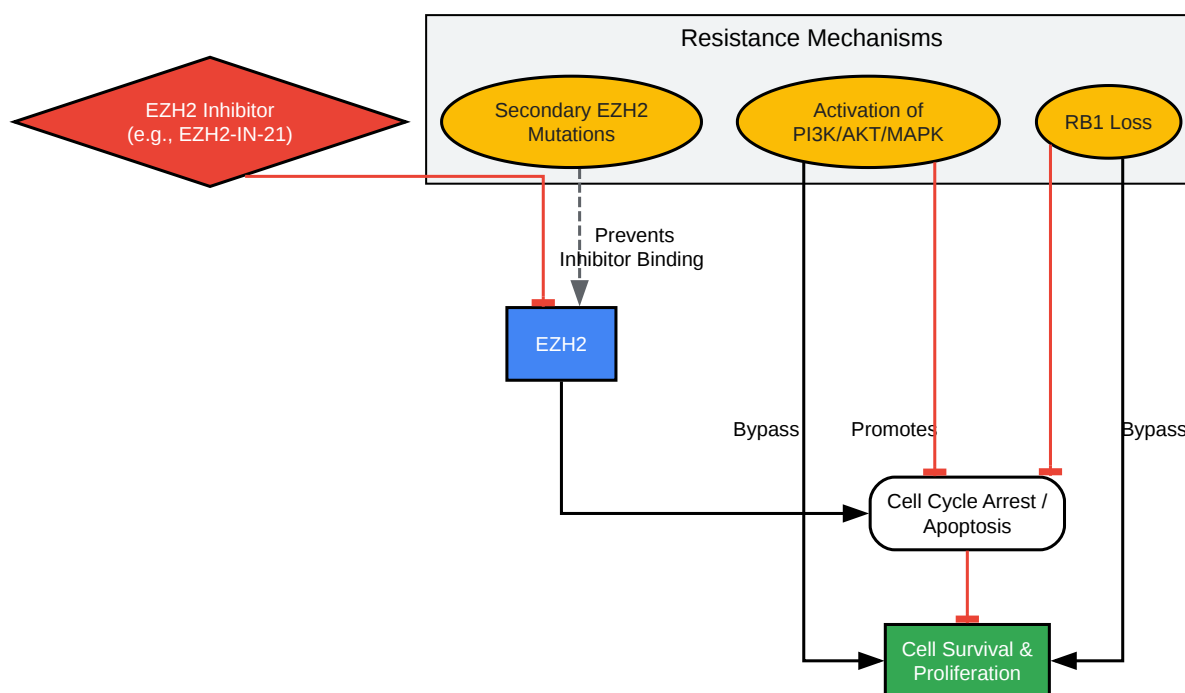 Resistance Mechanisms
EZH2 Inhibitor
(e.g., EZH2-IN-21)
Secondary EZH2
Mutations
Activation of
PI3K/AKT/MAPK
RB1 Loss
Prevents
Inhibitor Binding
EZH2
Bypass
Promotes
Bypass
Cell Cycle Arrest /
Apoptosis
Cell Survival &
Proliferation